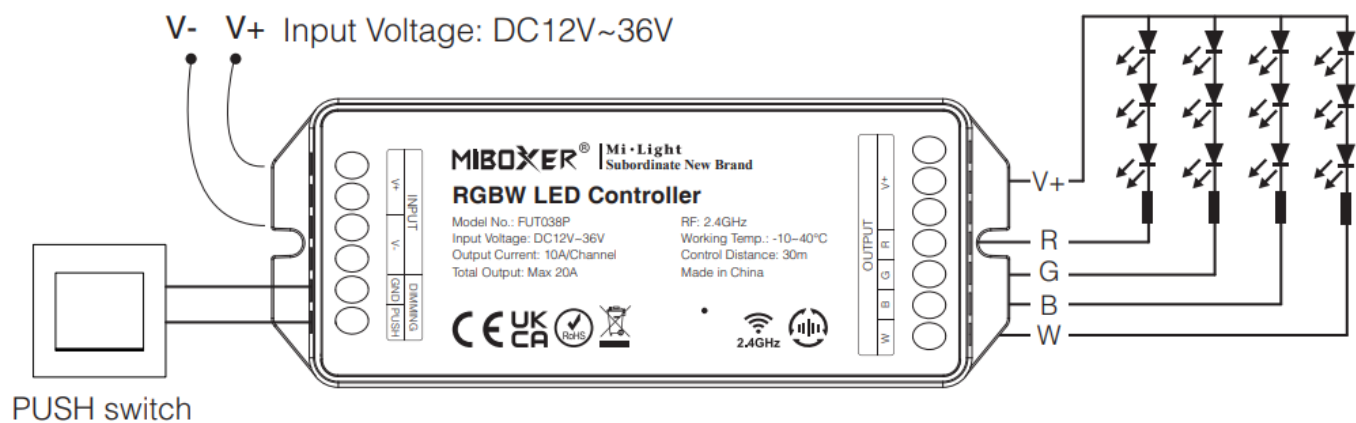 V- V+ Input Voltage: DC12V~36V
MIBOXER® Mi·Light
Subordinate New Brand
RGBW LED Controller
Model No.: FUT038P
Input Voltage: DC12V~36V
Output Current: 10A/Channel
Total Output: Max 20A
RF: 2.4GHz
Working Temp.: -10~40°C
Control Distance: 30m
Made in China
INPUT
V+
V-
DIMMING
GND
PUSH
CE UK
CA
RoHS
2.4GHz
OUTPUT
V+
R
G
B
W
V+
R
G
B
W
PUSH switch